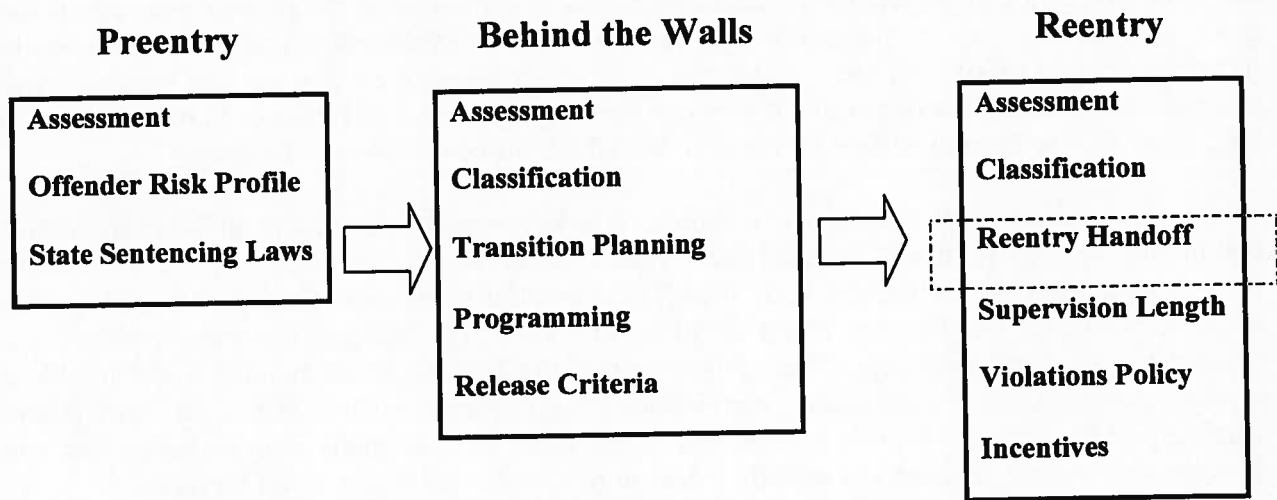 Preentry
Behind the Walls
Reentry
Assessment
Offender Risk Profile
State Sentencing Laws
Assessment
Classification
Transition Planning
Programming
Release Criteria
Assessment
Classification
Reentry Handoff
Supervision Length
Violations Policy
Incentives